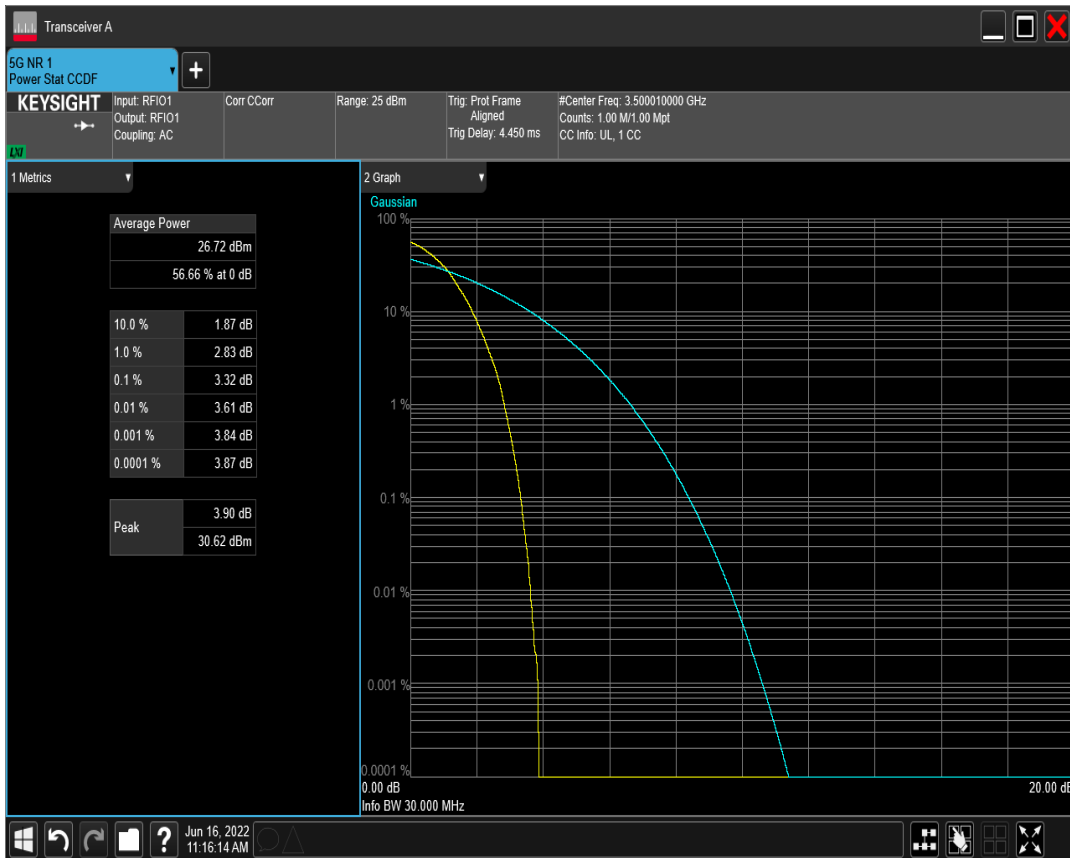 Transceiver A
5G NR 1
Power Stat CCDF
KEYSIGHT
LXI
Input: RFIO1
Output: RFIO1
Coupling: AC
Corr CCorr
Range: 25 dBm
Trig: Prot Frame
Aligned
Trig Delay: 4.450 ms
#Center Freq: 3.500010000 GHz
Counts: 1.00 M/1.00 Mpt
CC Info: UL, 1 CC
1 Metrics
Average Power
26.72 dBm
56.66 % at 0 dB
10.0 % 1.87 dB
1.0 % 2.83 dB
0.1 % 3.32 dB
0.01 % 3.61 dB
0.001 % 3.84 dB
0.0001 % 3.87 dB
Peak 3.90 dB
30.62 dBm
2 Graph
Gaussian
100 %
10 %
1 %
0.1 %
0.01 %
0.001 %
0.0001 %
0.00 dB 20.00 dB
Info BW 30.000 MHz
?
Jun 16, 2022
11:16:14 AM